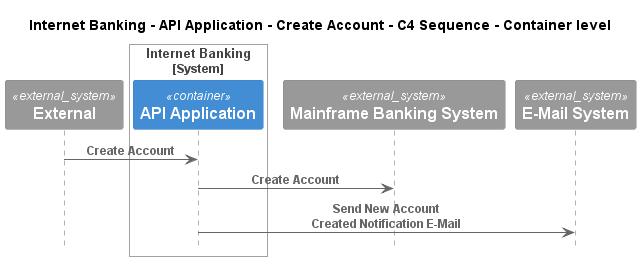 Internet Banking - API Application - Create Account - C4 Sequence - Container level
Internet Banking
[System]
«external_system»
External
«container»
API Application
«external_system»
Mainframe Banking System
«external_system»
E-Mail System
Create Account
Create Account
Send New Account
Created Notification E-Mail